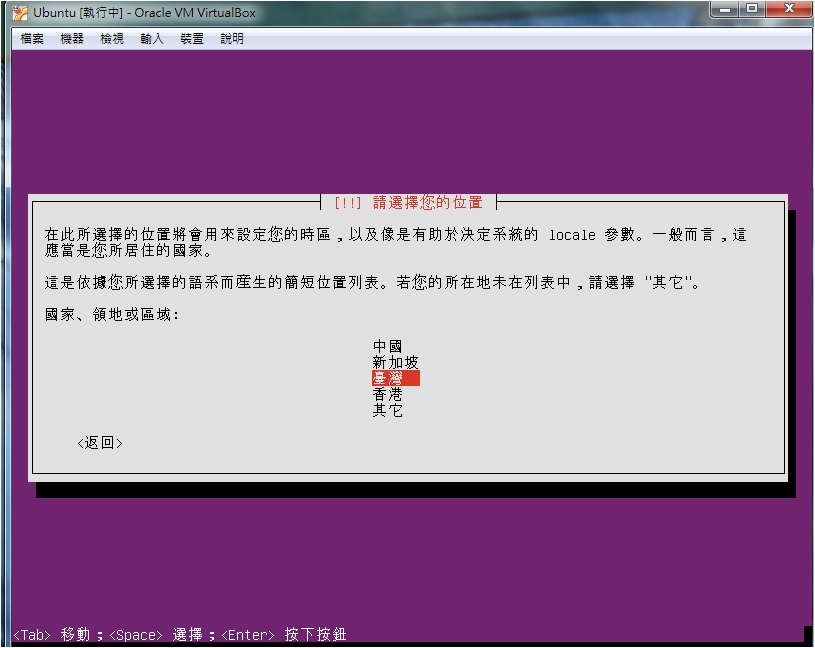 Ubuntu [執行中] - Oracle VM VirtualBox
檔案 機器 檢視 輸入 裝置 說明
[!!] 請選擇您的位置
在此所選擇的位置將會用來設定您的時區,以及像是有助於決定系統的 locale 參數。一般而言,這
應當是您所居住的國家。
這是依據您所選擇的語系而産生的簡短位置列表。若您的所在地未在列表中,請選擇 "其它"。
國家、領地或區域:
中國
新加坡
臺灣
香港
其它
<返回>
<Tab> 移動;<Space> 選擇;<Enter> 按下按鈕